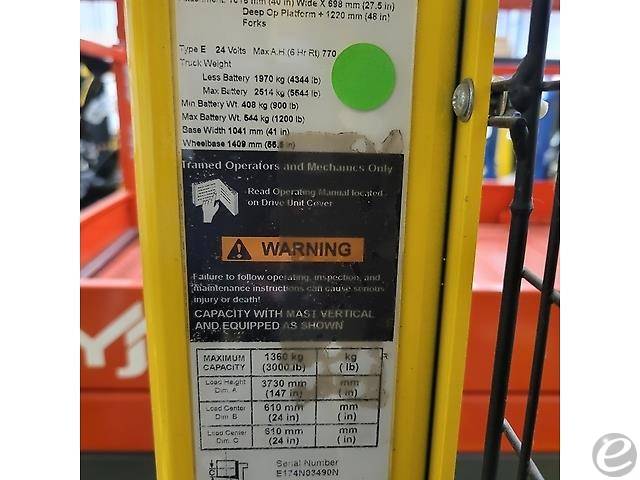 1016 mm (40 in) Wide X 698 mm (27.5 in)
Deep Op Platform + 1220 mm (48 in)
Forks
Type E 24 Volts Max A.H. (6 Hr Rt) 770
Truck Weight
Less Battery 1970 kg (4344 lb)
Max Battery 2514 kg (5544 lb)
Min Battery Wt. 408 kg (900 lb)
Max Battery Wt. 544 kg (1200 lb)
Base Width 1041 mm (41 in)
Wheelbase 1409 mm (55.5 in)
Trained Operators and Mechanics Only
Read Operating Manual located
on Drive Unit Cover
WARNING
Failure to follow operating, inspection, and
maintenance instructions can cause serious
injury or death!
CAPACITY WITH MAST VERTICAL
AND EQUIPPED AS SHOWN
MAXIMUM CAPACITY 1360 kg (3000 lb) kg ( lb)
Load Height Dim. A 3730 mm (147 in) mm ( in)
Load Center Dim. B 610 mm (24 in) mm ( in)
Load Center Dim. C 610 mm (24 in) mm ( in)
Serial Number
E174N03490N
e